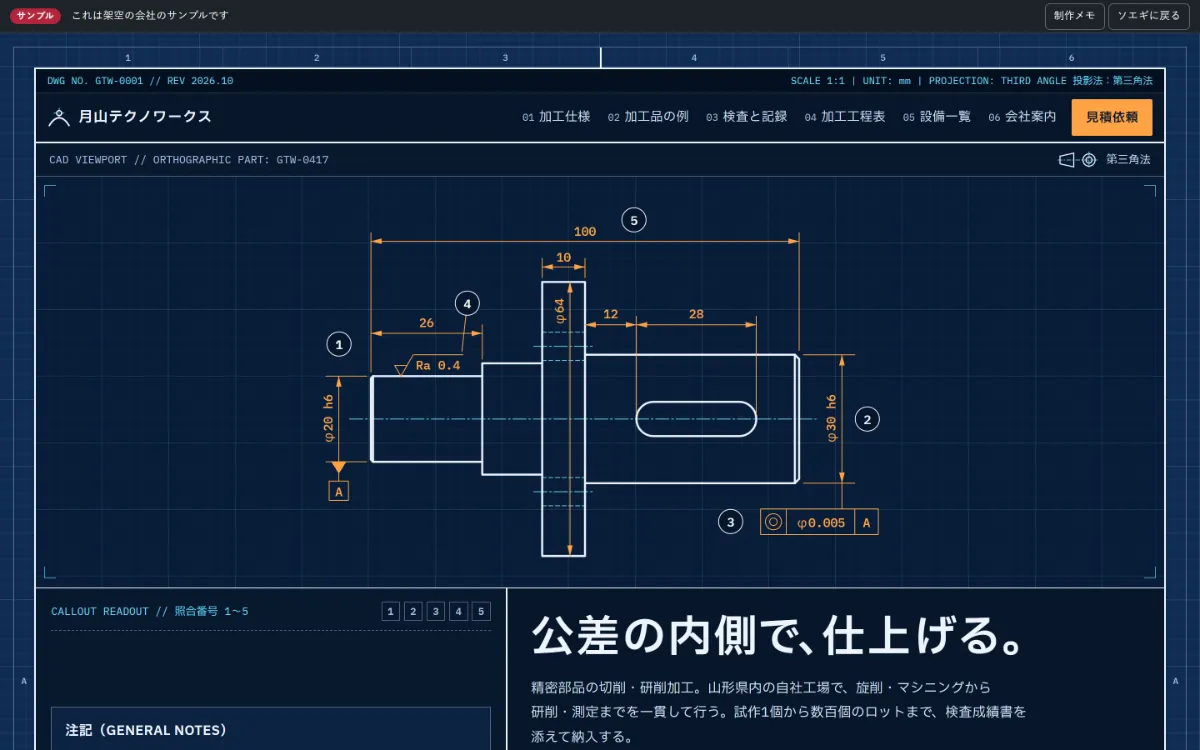 サンプル これは架空の会社のサンプルです 制作メモ ソエギに戻る
1 2 3 4 5 6
DWG NO. GTW-0001 // REV 2026.10 SCALE 1:1 | UNIT: mm | PROJECTION: THIRD ANGLE 投影法：第三角法
月山テクノワークス 01 加工仕様 02 加工品の例 03 検査と記録 04 加工工程表 05 設備一覧 06 会社案内 見積依頼
CAD VIEWPORT // ORTHOGRAPHIC PART: GTW-0417 第三角法
5
100
10
4
φ64
12 28
26
1
Ra 0.4
φ20 h6
φ30 h6
2
A
3
φ0.005 A
CALLOUT READOUT // 照合番号 1〜5 1 2 3 4 5
公差の内側で、仕上げる。
精密部品の切削・研削加工。山形県内の自社工場で、旋削・マシニングから
研削・測定までを一貫して行う。試作1個から数百個のロットまで、検査成績書を
添えて納入する。
注記（GENERAL NOTES）
A A